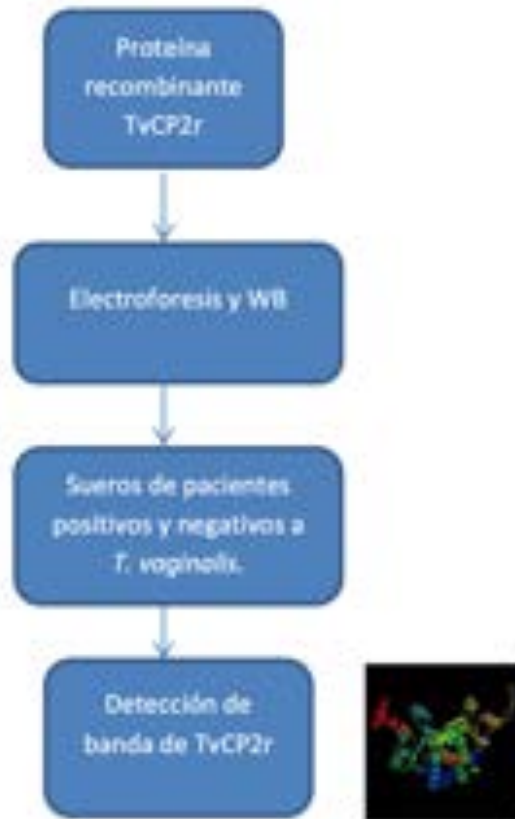 Proteína
recombinante
TvCP2r
Electroforesis y WB
Sueros de pacientes
positivos y negativos a
T. vaginalis.
Detección de
banda de TvCP2r